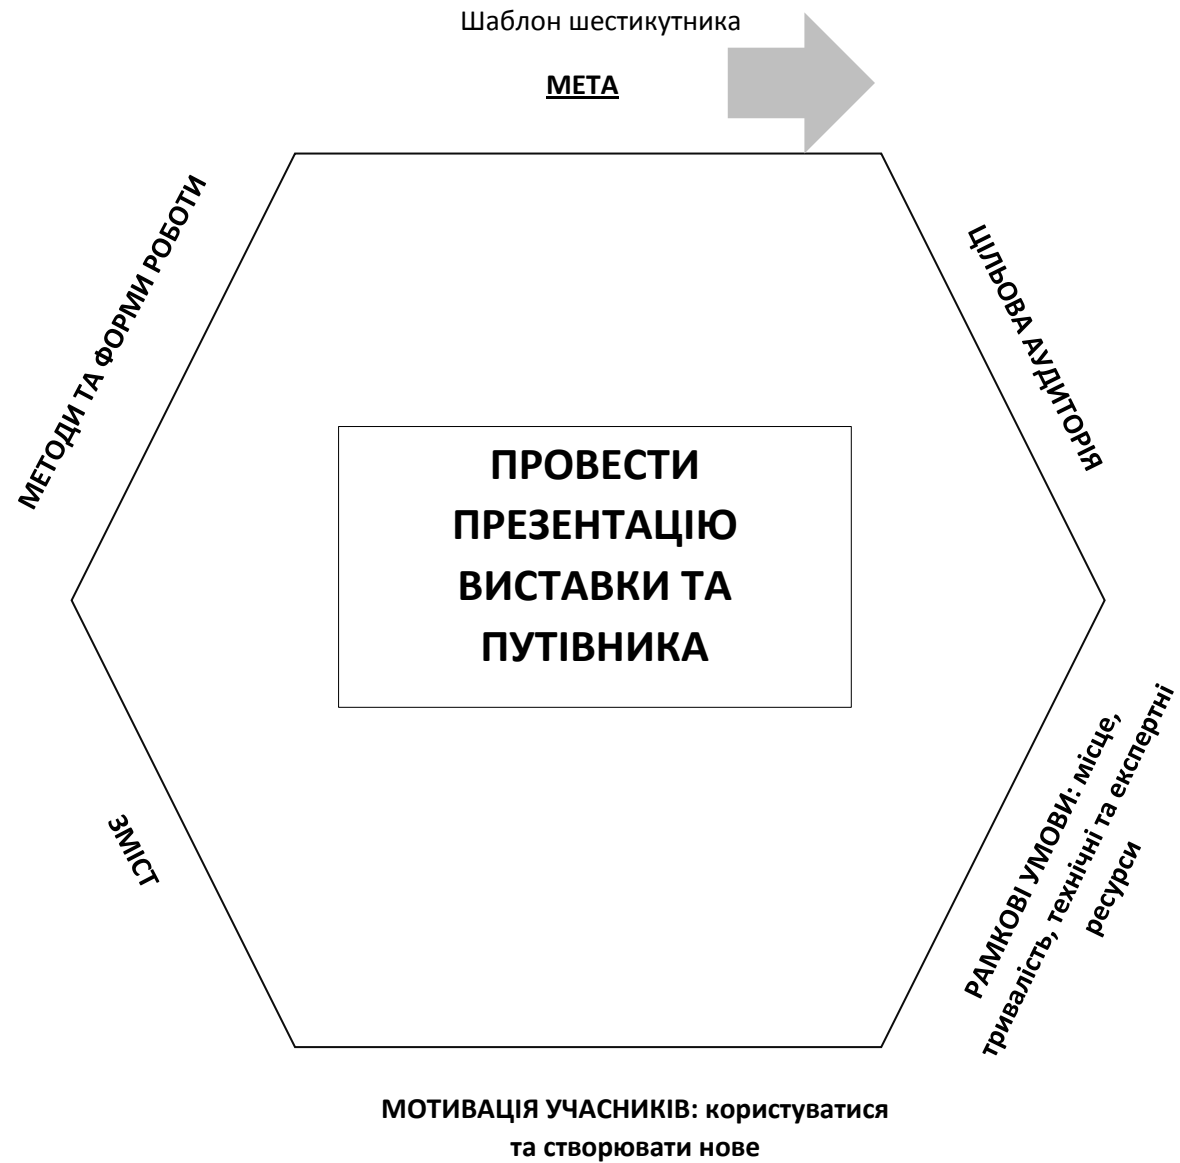 Шаблон шестикутника
МЕТА
ЦІЛЬОВА АУДИТОРІЯ
РАМКОВІ УМОВИ: місце,
тривалість, технічні та експертні
ресурси
МОТИВАЦІЯ УЧАСНИКІВ: користуватися
та створювати нове
ЗМІСТ
МЕТОДИ ТА ФОРМИ РОБОТИ
ПРОВЕСТИ
ПРЕЗЕНТАЦІЮ
ВИСТАВКИ ТА
ПУТІВНИКА